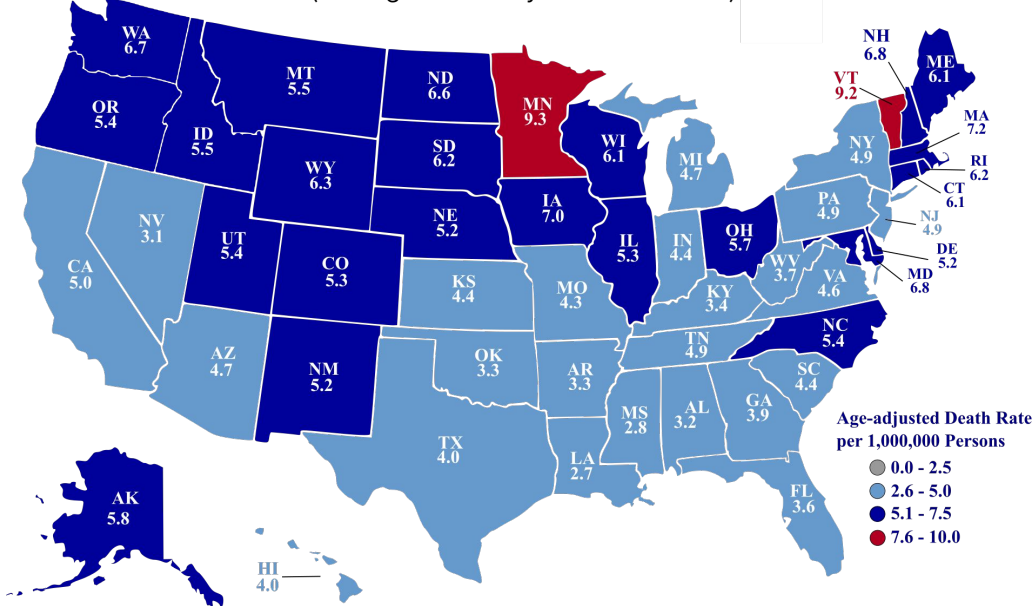 WA
6.7
OR
5.4
ID
5.5
MT
5.5
ND
6.6
MN
9.3
SD
6.2
WY
6.3
WI
6.1
MI
4.7
IA
7.0
NE
5.2
NV
3.1
UT
5.4
CO
5.3
CA
5.0
KS
4.4
MO
4.3
IL
5.3
IN
4.4
OH
5.7
KY
3.4
WV
3.7
VA
4.6
PA
4.9
NY
4.9
VT
9.2
NH
6.8
ME
6.1
MA
7.2
RI
6.2
CT
6.1
NJ
4.9
DE
5.2
MD
6.8
NC
5.4
TN
4.9
SC
4.4
AZ
4.7
NM
5.2
OK
3.3
AR
3.3
MS
2.8
AL
3.2
GA
3.9
TX
4.0
LA
2.7
FL
3.6
AK
5.8
HI
4.0
Age-adjusted Death Rate
per 1,000,000 Persons
0.0 - 2.5
2.6 - 5.0
5.1 - 7.5
7.6 - 10.0